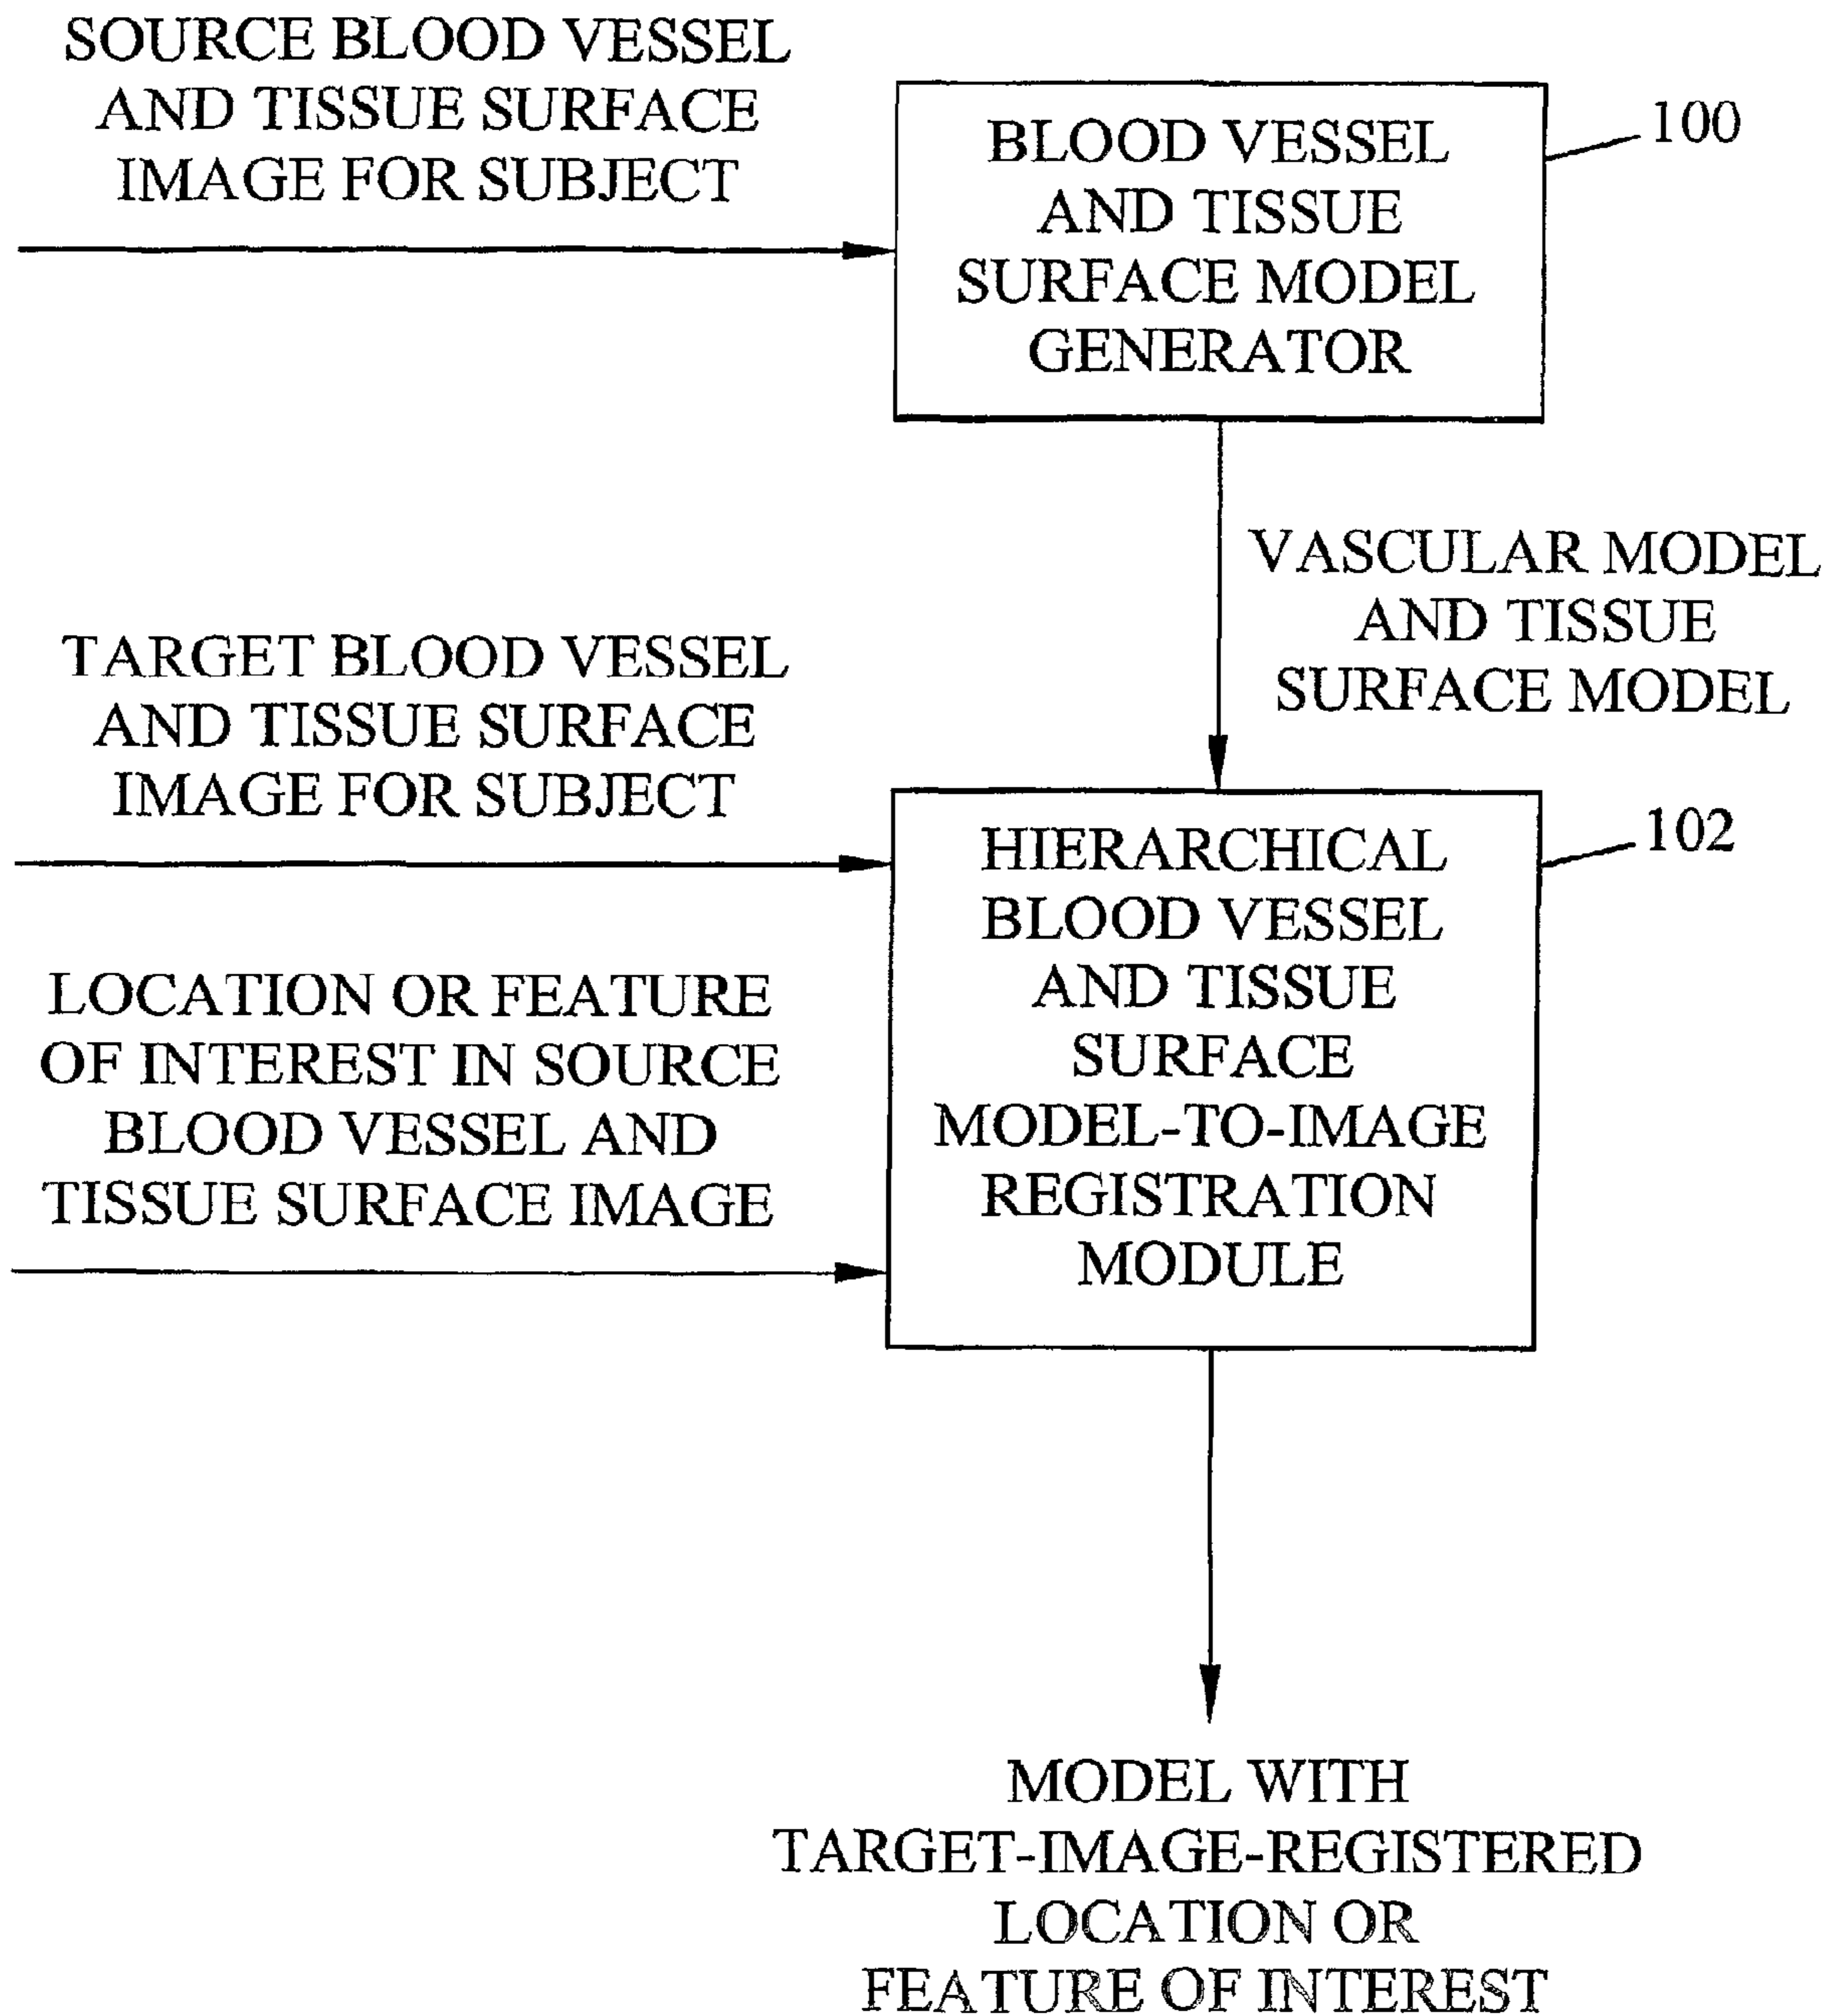 SOURCE BLOOD VESSEL
AND TISSUE SURFACE
IMAGE FOR SUBJECT
BLOOD VESSEL
AND TISSUE
SURFACE MODEL
GENERATOR
100
VASCULAR MODEL
AND TISSUE
SURFACE MODEL
TARGET BLOOD VESSEL
AND TISSUE SURFACE
IMAGE FOR SUBJECT
LOCATION OR FEATURE
OF INTEREST IN SOURCE
BLOOD VESSEL AND
TISSUE SURFACE IMAGE
HIERARCHICAL
BLOOD VESSEL
AND TISSUE
SURFACE
MODEL-TO-IMAGE
REGISTRATION
MODULE
102
MODEL WITH
TARGET-IMAGE-REGISTERED
LOCATION OR
FEATURE OF INTEREST